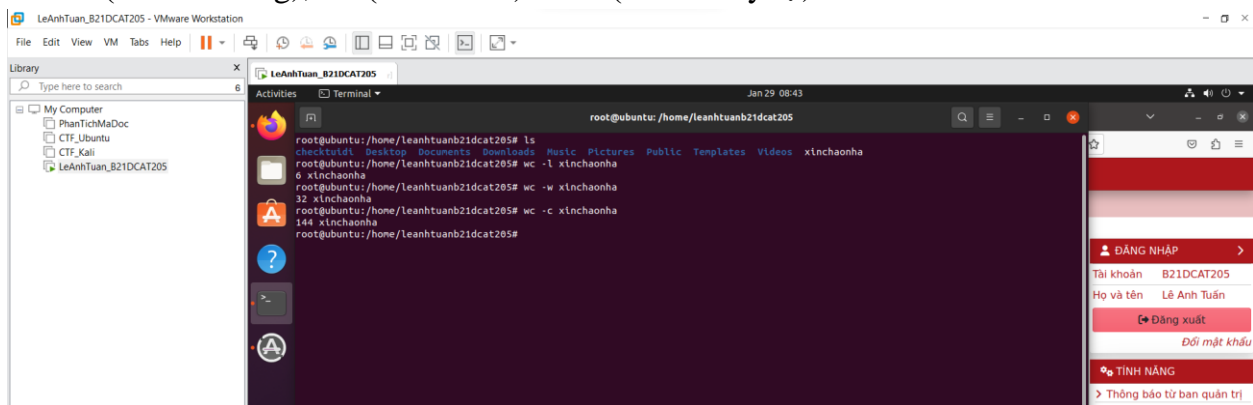 LeAnhTuan_B21DCAT205 - VMware Workstation
File Edit View VM Tabs Help
Library X
Type here to search 6
My Computer
PhanTichMaDoc
CTF_Ubuntu
CTF_Kali
LeAnhTuan_B21DCAT205
LeAnhTuan_B21DCAT205
Activities Terminal Jan 29 08:43
root@ubuntu: /home/leanhtuanb21dcat205
root@ubuntu:/home/leanhtuanb21dcat205# ls
checktuidi Desktop Documents Downloads Music Pictures Public Templates Videos xinchaonha
root@ubuntu:/home/leanhtuanb21dcat205# wc -l xinchaonha
6 xinchaonha
root@ubuntu:/home/leanhtuanb21dcat205# wc -w xinchaonha
32 xinchaonha
root@ubuntu:/home/leanhtuanb21dcat205# wc -c xinchaonha
144 xinchaonha
root@ubuntu:/home/leanhtuanb21dcat205#
ĐĂNG NHẬP
Tài khoản B21DCAT205
Họ và tên Lê Anh Tuấn
Đăng xuất
Đổi mật khẩu
TÍNH NĂNG
Thông báo từ ban quản trị